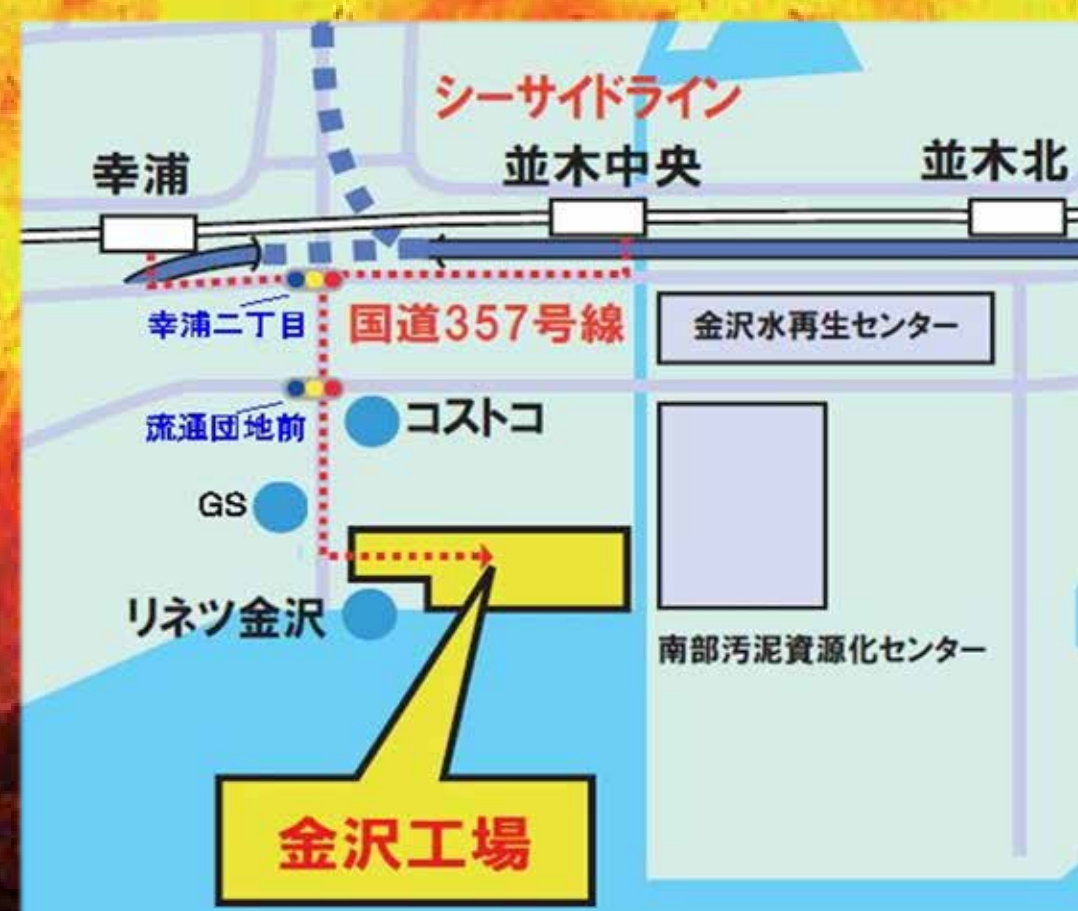 シーサイドライン
幸浦
並木中央
並木北
幸浦二丁目
国道357号線
金沢水再生センター
流通団地前
コストコ
GS
リネツ金沢
南部汚泥資源化センター
金沢工場